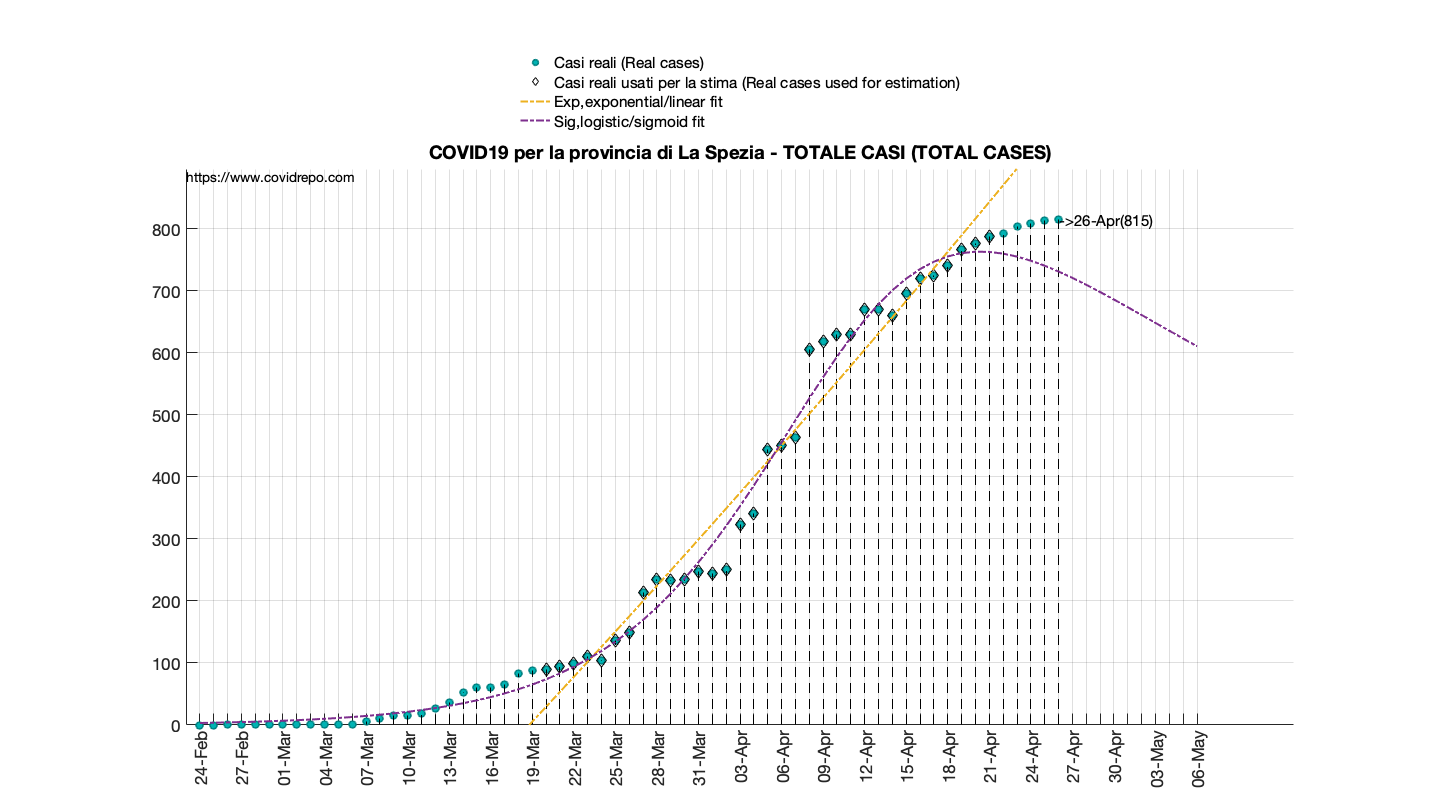 Casi reali (Real cases)
Casi reali usati per la stima (Real cases used for estimation)
Exp,exponential/linear fit
Sig,logistic/sigmoid fit
COVID19 per la provincia di La Spezia - TOTALE CASI (TOTAL CASES)
https://www.covidrepo.com
>26-Apr(815)
800
700
600
500
400
300
200
100
0
24-Feb
27-Feb
01-Mar
04-Mar
07-Mar
10-Mar
13-Mar
16-Mar
19-Mar
22-Mar
25-Mar
28-Mar
31-Mar
03-Apr
06-Apr
09-Apr
12-Apr
15-Apr
18-Apr
21-Apr
24-Apr
27-Apr
30-Apr
03-May
06-May